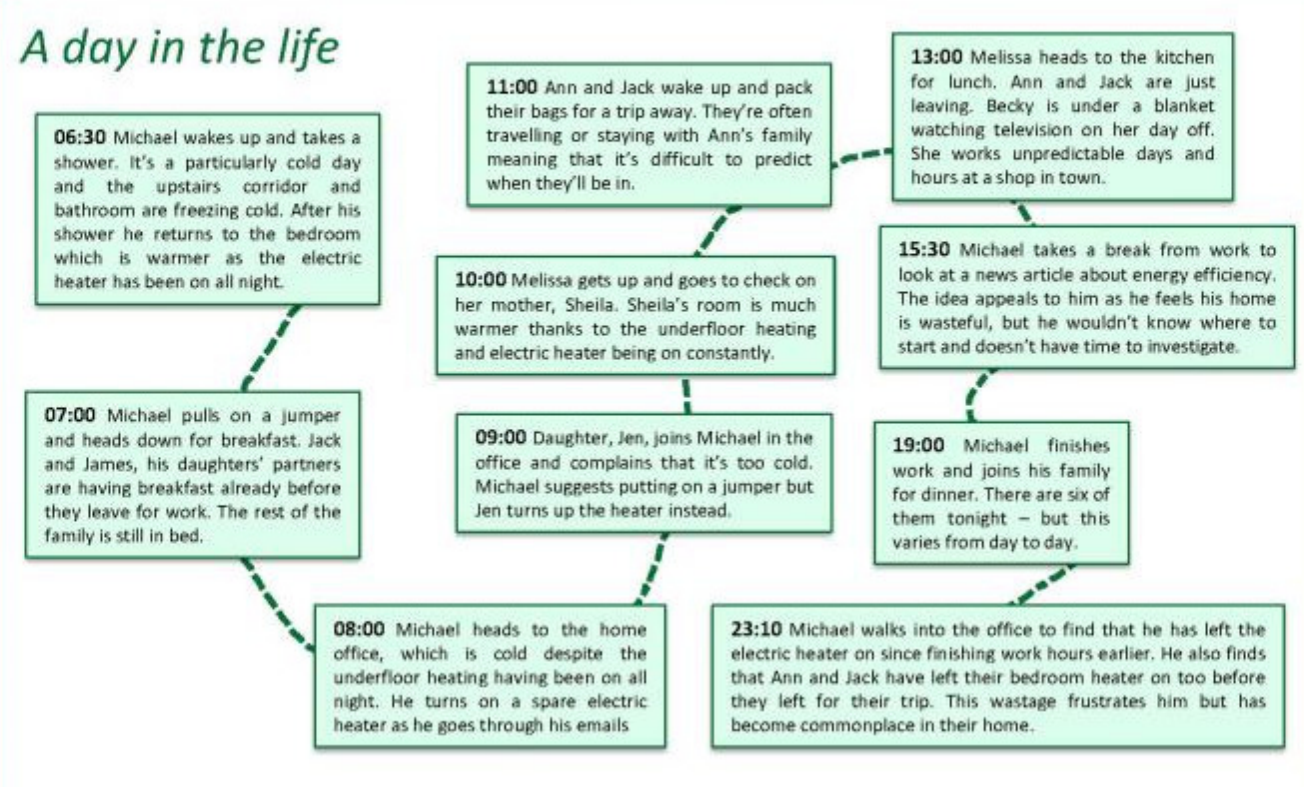 A day in the life
06:30 Michael wakes up and takes a
shower. It's a particularly cold day
and the upstairs corridor and
bathroom are freezing cold. After his
shower he returns to the bedroom
which is warmer as the electric
heater has been on all night.
07:00 Michael pulls on a jumper
and heads down for breakfast. Jack
and James, his daughters' partners
are having breakfast already before
they leave for work. The rest of the
family is still in bed.
08:00 Michael heads to the home
office, which is cold despite the
underfloor heating having been on all
night. He turns on a spare electric
heater as he goes through his emails
09:00 Daughter, Jen, joins Michael in the
office and complains that it's too cold.
Michael suggests putting on a jumper but
Jen turns up the heater instead.
10:00 Melissa gets up and goes to check on
her mother, Sheila. Sheila's room is much
warmer thanks to the underfloor heating
and electric heater being on constantly.
11:00 Ann and Jack wake up and pack
their bags for a trip away. They're often
travelling or staying with Ann's family
meaning that it's difficult to predict
when they'll be in.
13:00 Melissa heads to the kitchen
for lunch. Ann and Jack are just
leaving. Becky is under a blanket
watching television on her day off.
She works unpredictable days and
hours at a shop in town.
15:30 Michael takes a break from work to
look at a news article about energy efficiency.
The idea appeals to him as he feels his home
is wasteful, but he wouldn't know where to
start and doesn't have time to investigate.
19:00 Michael finishes
work and joins his family
for dinner. There are six of
them tonight – but this
varies from day to day.
23:10 Michael walks into the office to find that he has left the
electric heater on since finishing work hours earlier. He also finds
that Ann and Jack have left their bedroom heater on too before
they left for their trip. This wastage frustrates him but has
become commonplace in their home.